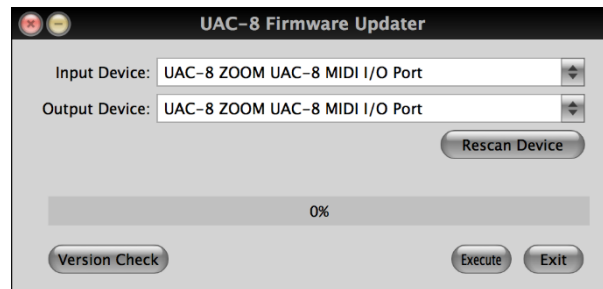 UAC-8 Firmware Updater
Input Device: UAC-8 ZOOM UAC-8 MIDI I/O Port
Output Device: UAC-8 ZOOM UAC-8 MIDI I/O Port
Rescan Device
0%
Version Check Execute Exit